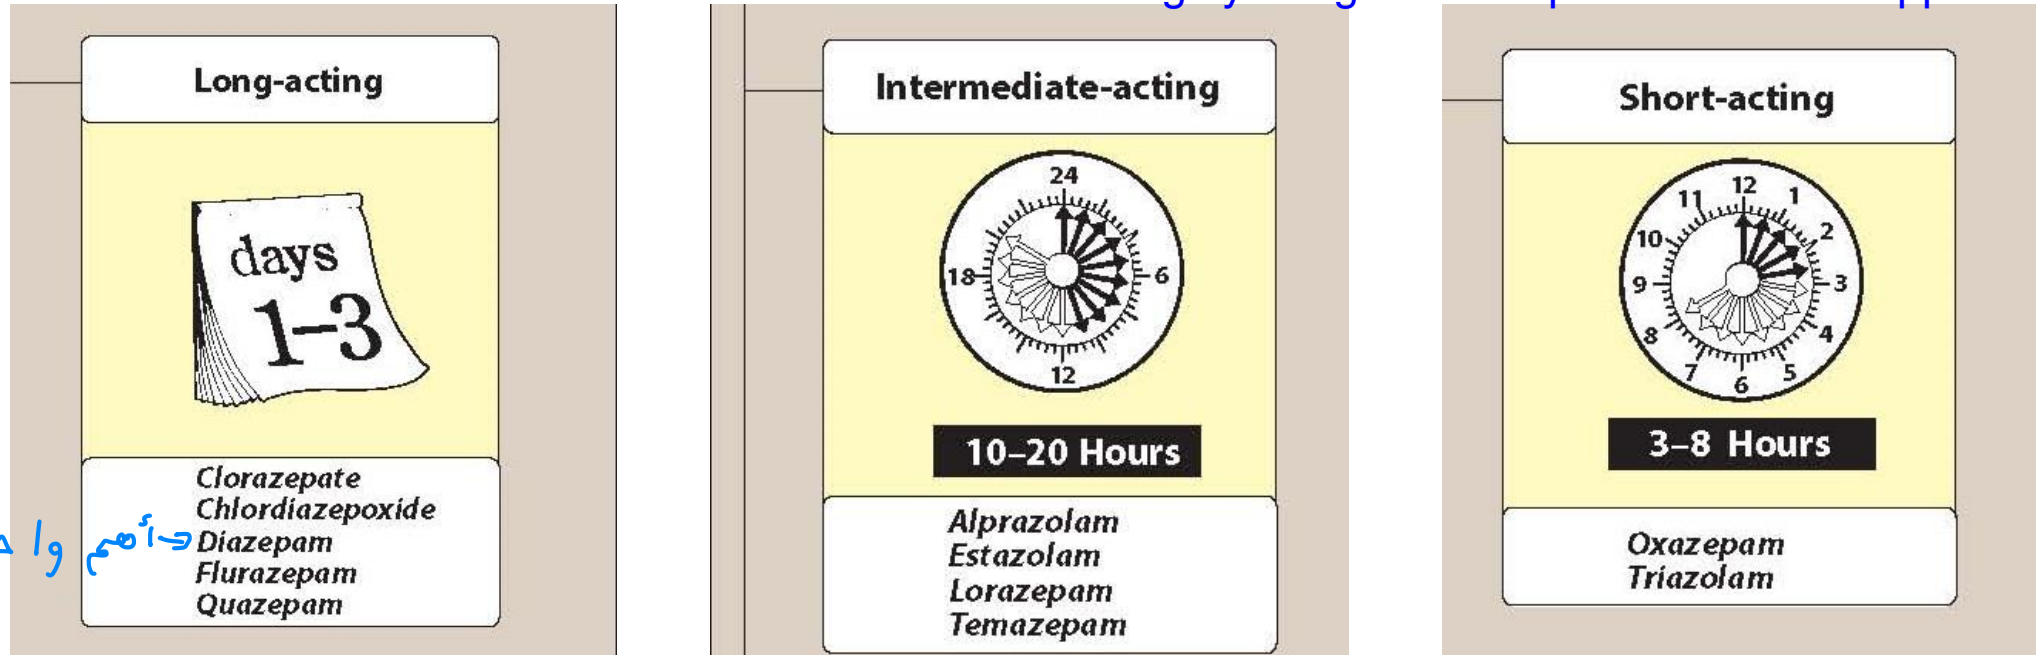 Long-acting
days
1-3
Clorazepate
Chlordiazepoxide
أهم وا
Diazepam
Flurazepam
Quazepam
Intermediate-acting
24
18
6
12
10–20 Hours
Alprazolam
Estazolam
Lorazepam
Temazepam
Short-acting
12
11
1
10
2
9
3
8
4
7
5
6
3–8 Hours
Oxazepam
Triazolam